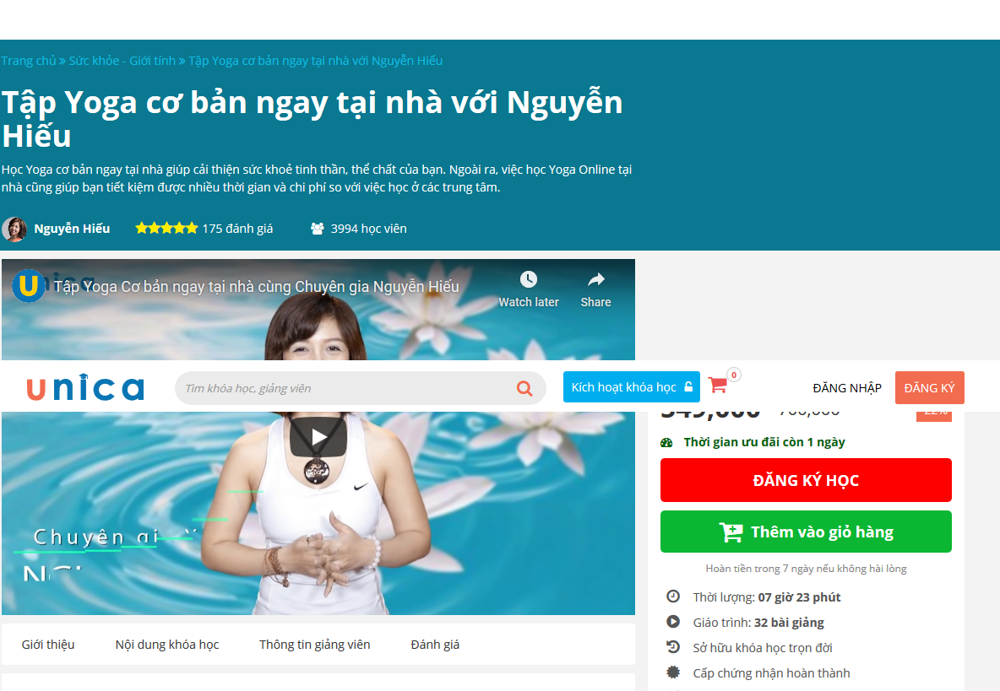 Trang chủ » Sức khỏe - Giới tính » Tập Yoga cơ bản ngay tại nhà với Nguyễn Hiếu
Tập Yoga cơ bản ngay tại nhà với Nguyễn
Hiếu
Học Yoga cơ bản ngay tại nhà giúp cải thiện sức khoẻ tinh thần, thể chất của bạn. Ngoài ra, việc học Yoga Online tại
nhà cũng giúp bạn tiết kiệm được nhiều thời gian và chi phí so với việc học ở các trung tâm.
Nguyễn Hiếu 175 đánh giá 3994 học viên
U Tập Yoga Cơ bản ngay tại nhà cùng Chuyên gia Nguyễn Hiếu
Watch later Share
unica Tìm khóa học, giảng viên Kích hoạt khóa học 0 ĐĂNG NHẬP ĐĂNG KÝ
Thời gian ưu đãi còn 1 ngày
ĐĂNG KÝ HỌC
Thêm vào giỏ hàng
Chuyên
Hoàn tiền trong 7 ngày nếu không hài lòng
Thời lượng: 07 giờ 23 phút
Giáo trình: 32 bài giảng
Sở hữu khóa học trọn đời
Cấp chứng nhận hoàn thành
Giới thiệu Nội dung khóa học Thông tin giảng viên Đánh giá